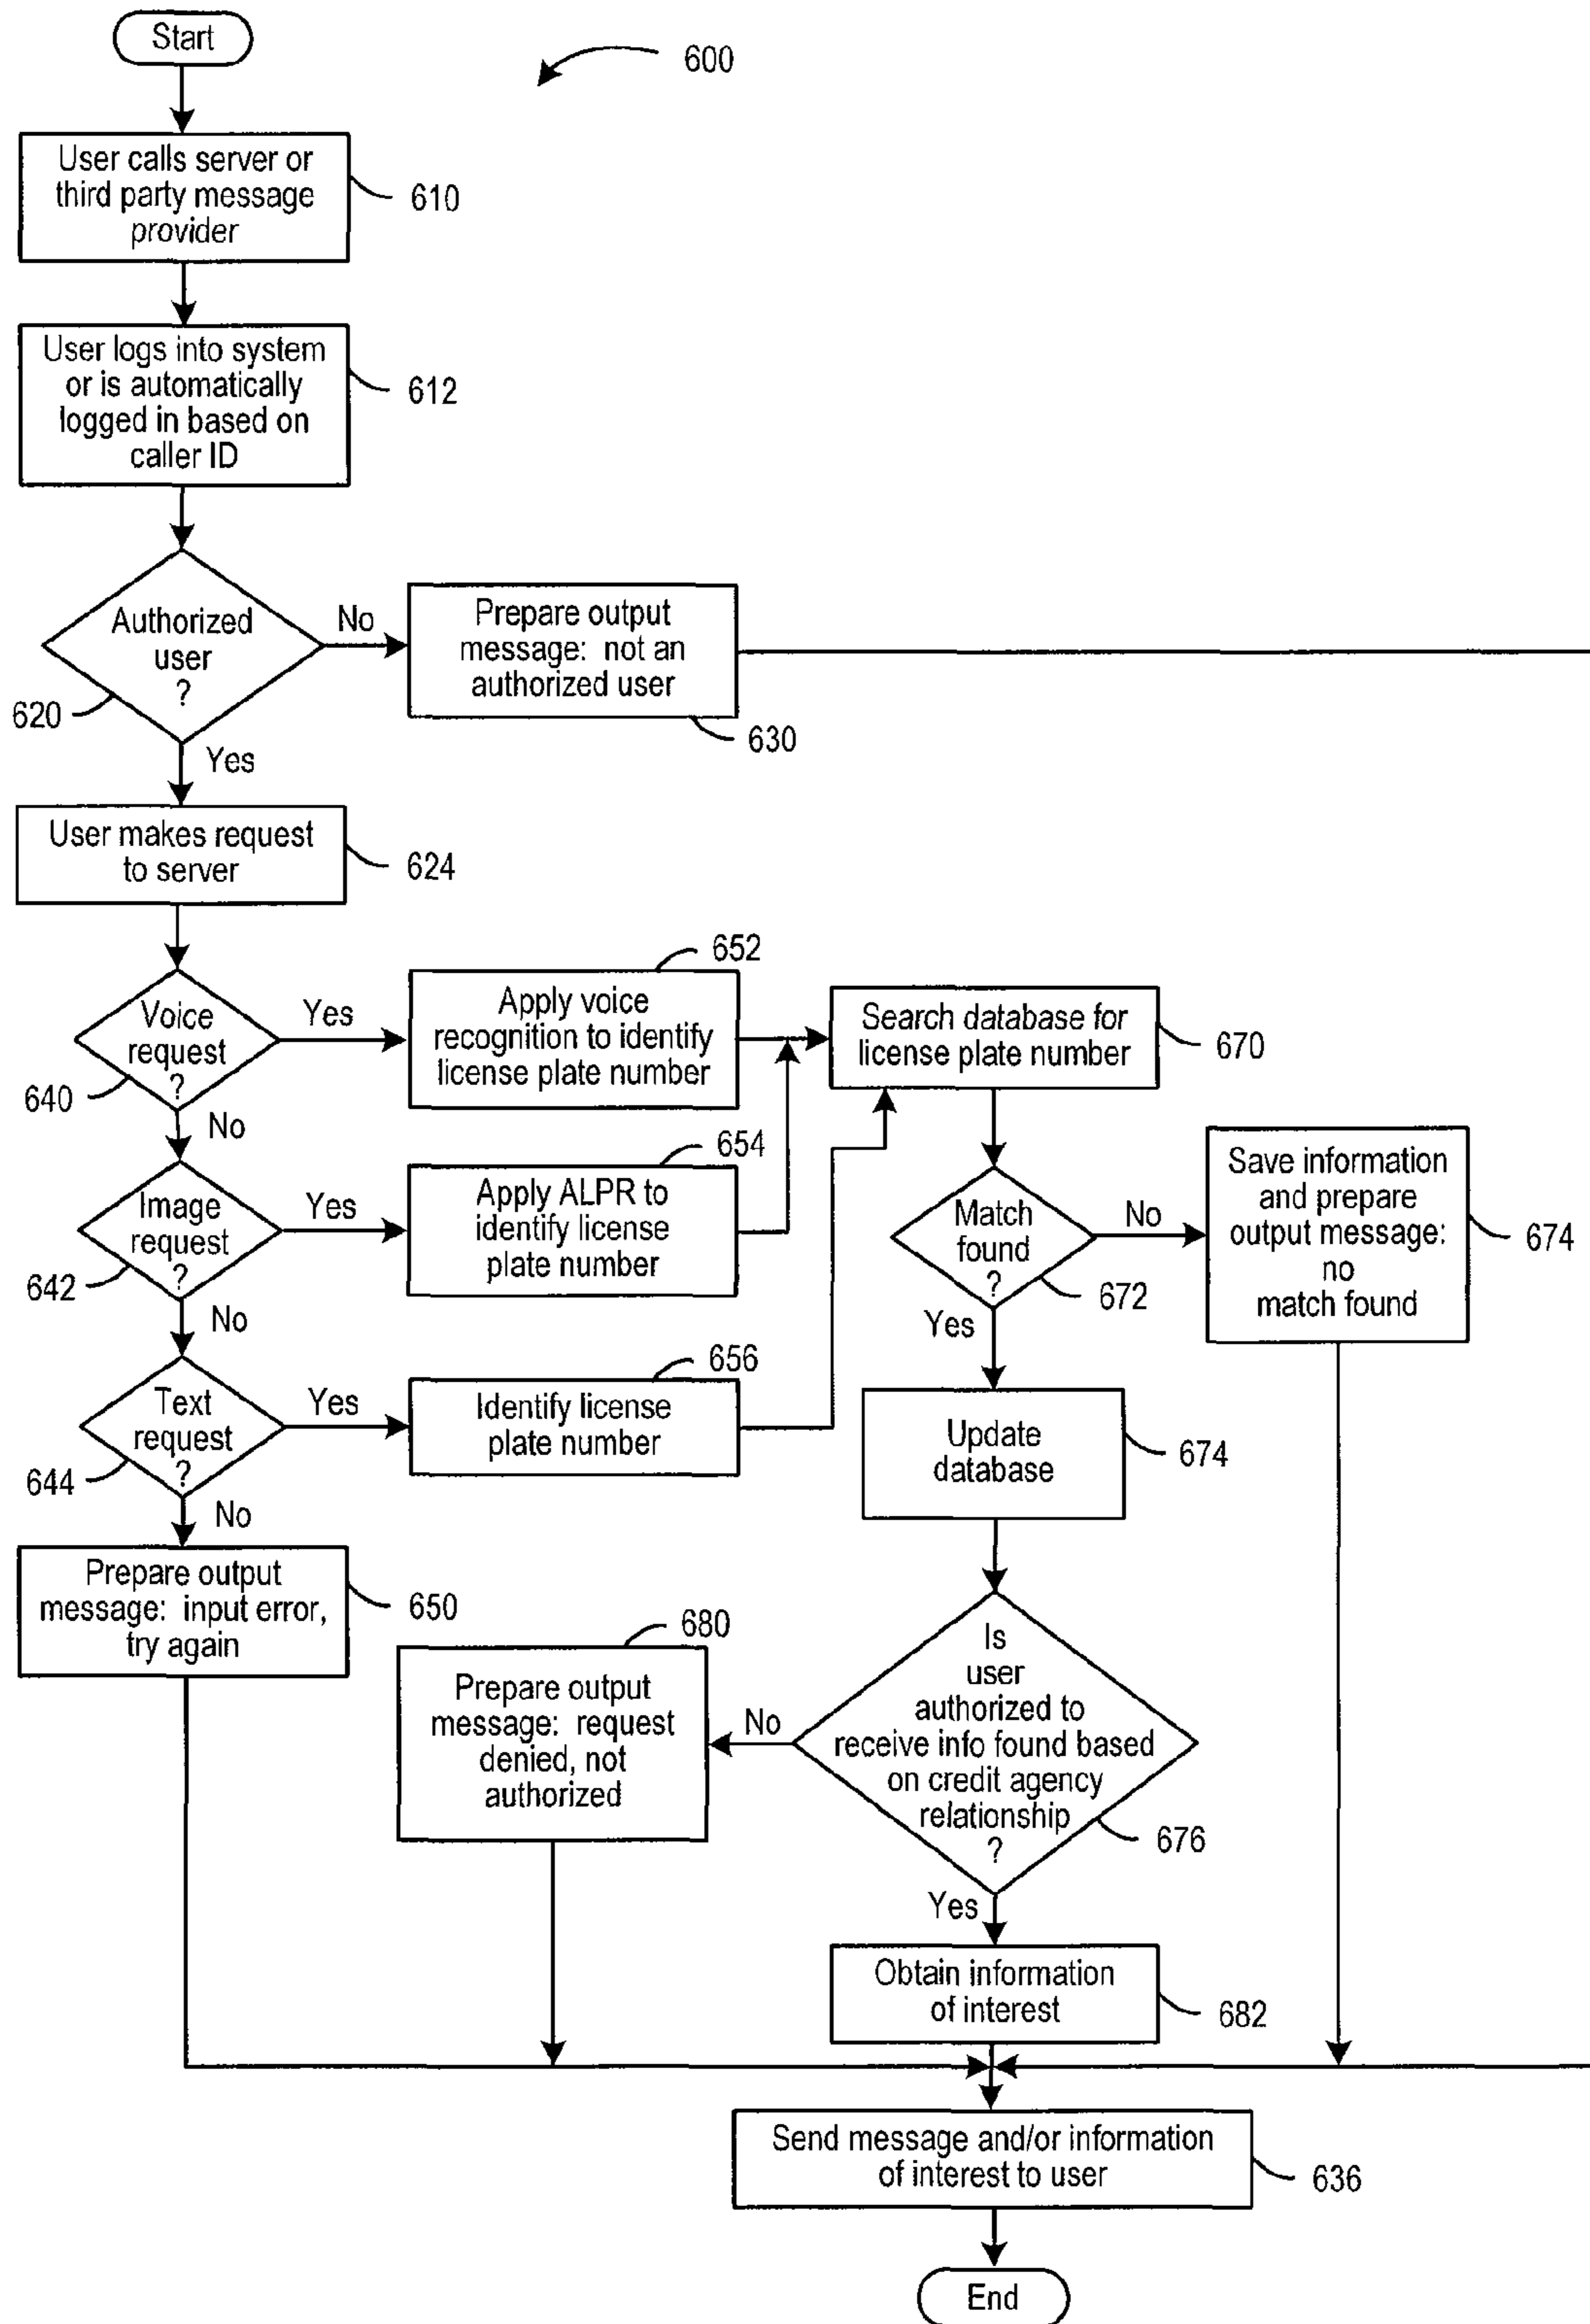 Start
600
User calls server or
third party message
provider
610
User logs into system
or is automatically
logged in based on
caller ID
612
Authorized
user
?
620
No
Prepare output
message: not an
authorized user
630
Yes
User makes request
to server
624
Voice
request
?
640
Yes
Apply voice
recognition to identify
license plate number
652
Search database for
license plate number
670
No
Image
request
?
642
Yes
Apply ALPR to
identify license
plate number
654
Match
found
?
672
No
Save information
and prepare
output message:
no
match found
674
No
Text
request
?
644
Yes
Identify license
plate number
656
Yes
Update
database
674
No
Prepare output
message: input error,
try again
650
Is
user
authorized to
receive info found based
on credit agency
relationship
?
676
No
Prepare output
message: request
denied, not
authorized
680
Yes
Obtain information
of interest
682
Send message and/or information
of interest to user
636
End